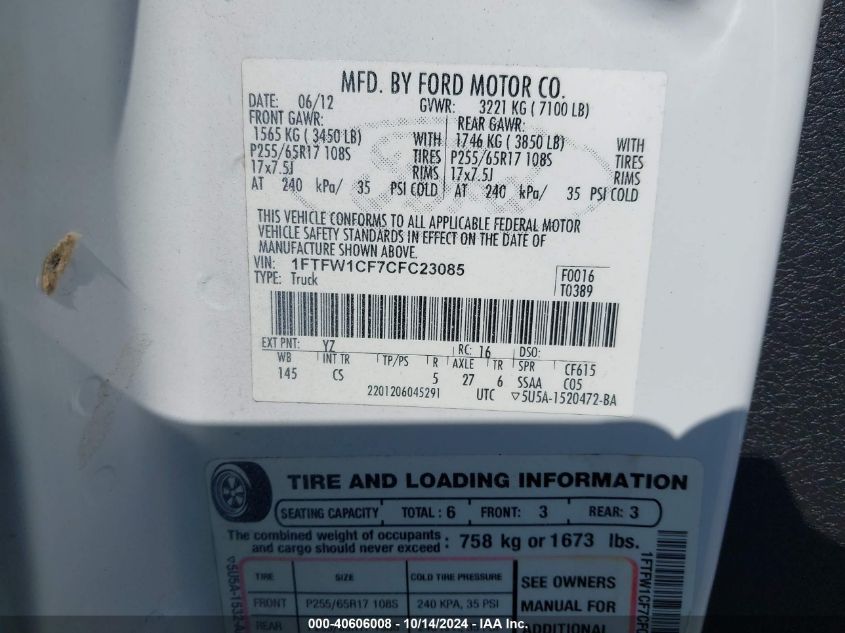 MFD. BY FORD MOTOR CO.
DATE: 06/12 GVWR: 3221 KG ( 7100 LB)
FRONT GAWR: REAR GAWR:
1565 KG ( 3450 LB) WITH 1746 KG ( 3850 LB) WITH
P255/65R17 108S TIRES P255/65R17 108S TIRES
17x7.5J RIMS 17x7.5J RIMS
AT 240 kPa/ 35 PSI COLD AT 240 kPa/ 35 PSI COLD
THIS VEHICLE CONFORMS TO ALL APPLICABLE FEDERAL MOTOR
VEHICLE SAFETY STANDARDS IN EFFECT ON THE DATE OF
MANUFACTURE SHOWN ABOVE.
VIN: 1FTFW1CF7CFC23085 F0016
TYPE: Truck T0389
EXT PNT: YZ RC: 16 DSO:
WB INT TR TP/PS R AXLE TR SPR CF615
145 CS 5 27 6 SSAA C05
2201206045291 UTC ▽5U5A-1520472-BA
TIRE AND LOADING INFORMATION
SEATING CAPACITY TOTAL : 6 FRONT: 3 REAR: 3
The combined weight of occupants
and cargo should never exceed : 758 kg or 1673 lbs.
TIRE SIZE COLD TIRE PRESSURE SEE OWNERS
FRONT P255/65R17 108S 240 KPA, 35 PSI MANUAL FOR
REAR ADDITIONAL
▽5U5A-1532
1FTFW1CF7CFC
000-40606008 - 10/14/2024 - IAA Inc.